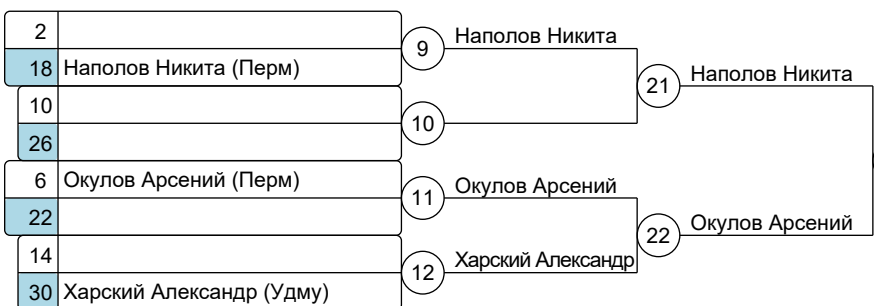 2
9 Наполов Никита
18 Наполов Никита (Перм)
21 Наполов Никита
10
10
26
6 Окулов Арсений (Перм)
11 Окулов Арсений
22
22 Окулов Арсений
14
12 Харский Александр
30 Харский Александр (Удму)